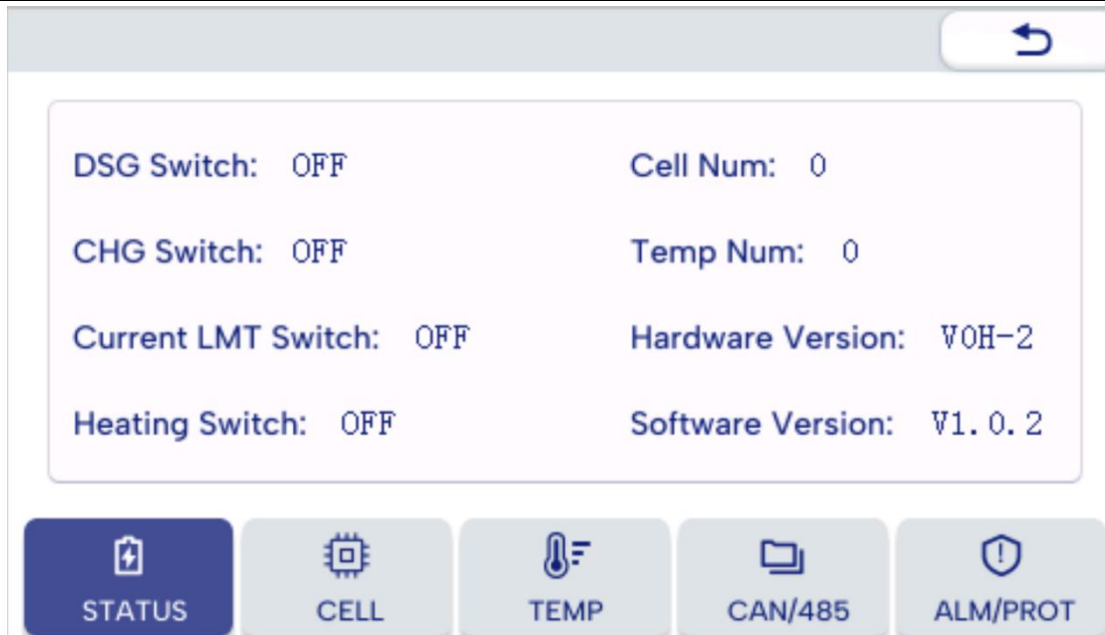 DSG Switch: OFF
Cell Num: 0
CHG Switch: OFF
Temp Num: 0
Current LMT Switch: OFF
Hardware Version: VOH-2
Heating Switch: OFF
Software Version: V1.0.2
STATUS
CELL
TEMP
CAN/485
ALM/PROT